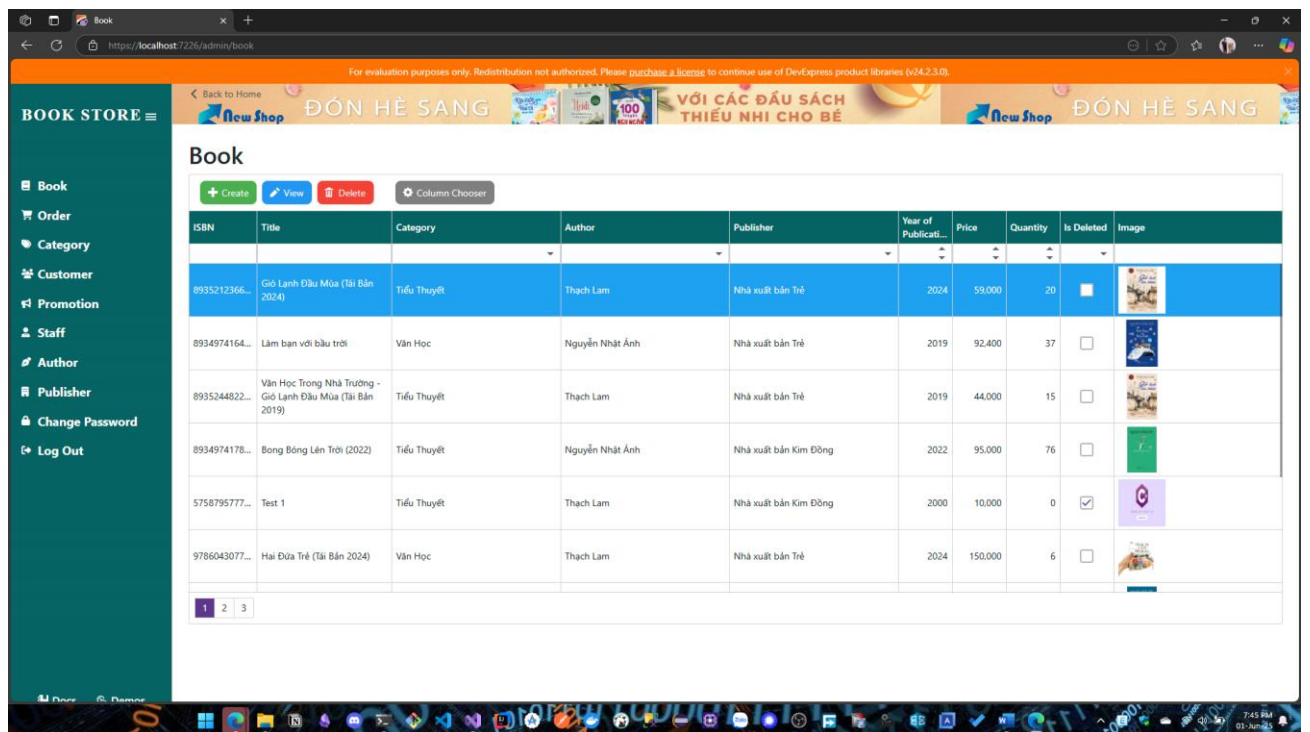 Book
https://localhost:7226/admin/book
For evaluation purposes only. Redistribution not authorized. Please purchase a license to continue use of DevExpress product libraries (v24.2.3.0).
BOOK STORE
Back to Home
New Shop
ĐÓN HÈ SANG
100
VỚI CÁC ĐẦU SÁCH
THIẾU NHI CHO BÉ
New Shop
ĐÓN HÈ SANG
Book
Order
Category
Customer
Promotion
Staff
Author
Publisher
Change Password
Log Out
Docs Demos
Book
Create View Delete Column Chooser
ISBN Title Category Author Publisher Year of Publicati... Price Quantity Is Deleted Image
8935212366... Gió Lạnh Đầu Mùa (Tái Bản 2024) Tiểu Thuyết Thạch Lam Nhà xuất bản Trẻ 2024 59,000 20
8934974164... Làm bạn với bầu trời Văn Học Nguyễn Nhật Ánh Nhà xuất bản Trẻ 2019 92,400 37
8935244822... Văn Học Trong Nhà Trường - Gió Lạnh Đầu Mùa (Tái Bản 2019) Tiểu Thuyết Thạch Lam Nhà xuất bản Trẻ 2019 44,000 15
8934974178... Bong Bóng Lên Trời (2022) Tiểu Thuyết Nguyễn Nhật Ánh Nhà xuất bản Kim Đồng 2022 95,000 76
5758795777... Test 1 Tiểu Thuyết Thạch Lam Nhà xuất bản Kim Đồng 2000 10,000 0
9786043077... Hai Đứa Trẻ (Tái Bản 2024) Văn Học Thạch Lam Nhà xuất bản Trẻ 2024 150,000 6
1 2 3
7:45 PM
01-Jun-25